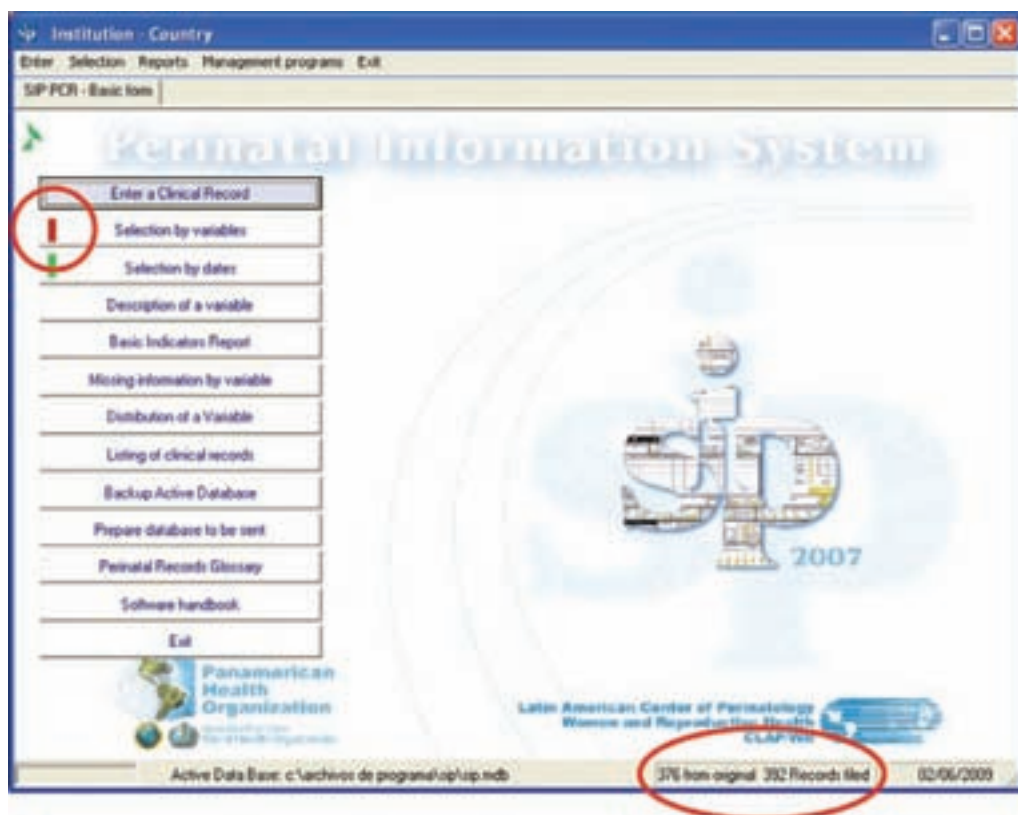 Institution - Country
Enter Selection Reports Management programs Exit
SIP PCR - Basic form
Perinatal Information System
Enter a Clinical Record
Selection by variables
Selection by dates
Description of a variable
Basic Indicators Report
Missing information by variable
Distribution of a Variable
Listing of clinical records
Backup Active Database
Prepare database to be sent
Perinatal Records Glossary
Software handbook
Exit
sip
2007
Panamerican
Health
Organization
Latin American Center of Perinatology
Women and Reproductive Health
CLAP/WR
Active Data Base: c:\archivos de programa\sip\sip.mdb
376 from original 392 Records filed
02/06/2009